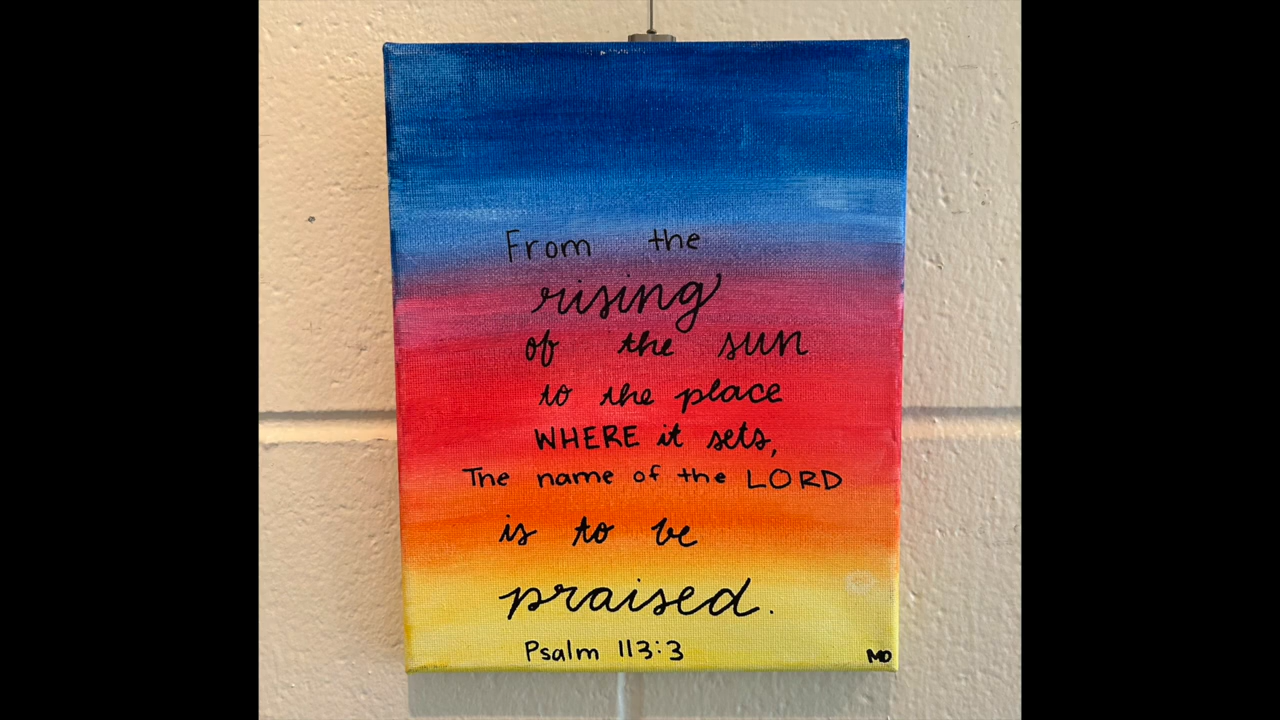 From the
rising
of the sun
to the place
WHERE it sets,
The name of the LORD
is to be
praised.
Psalm 113:3
MO